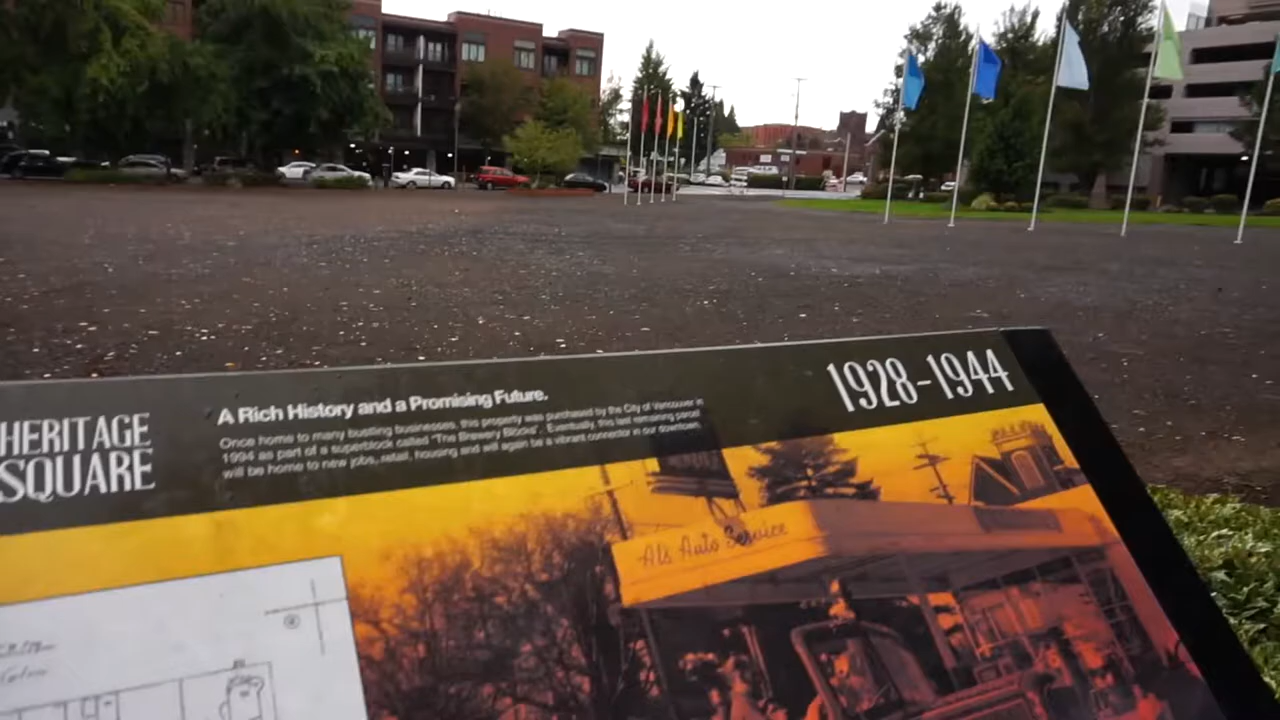 HERITAGE
SQUARE
A Rich History and a Promising Future.
Once home to many bustling businesses, this property was purchased by the City of Vancouver in
1994 as part of a superblock called "The Brewery Blocks". Eventually, this last remaining parcel
will be home to new jobs, retail, housing and will again be a vibrant connector in our downtown.
1928-1944
Al's Auto Service